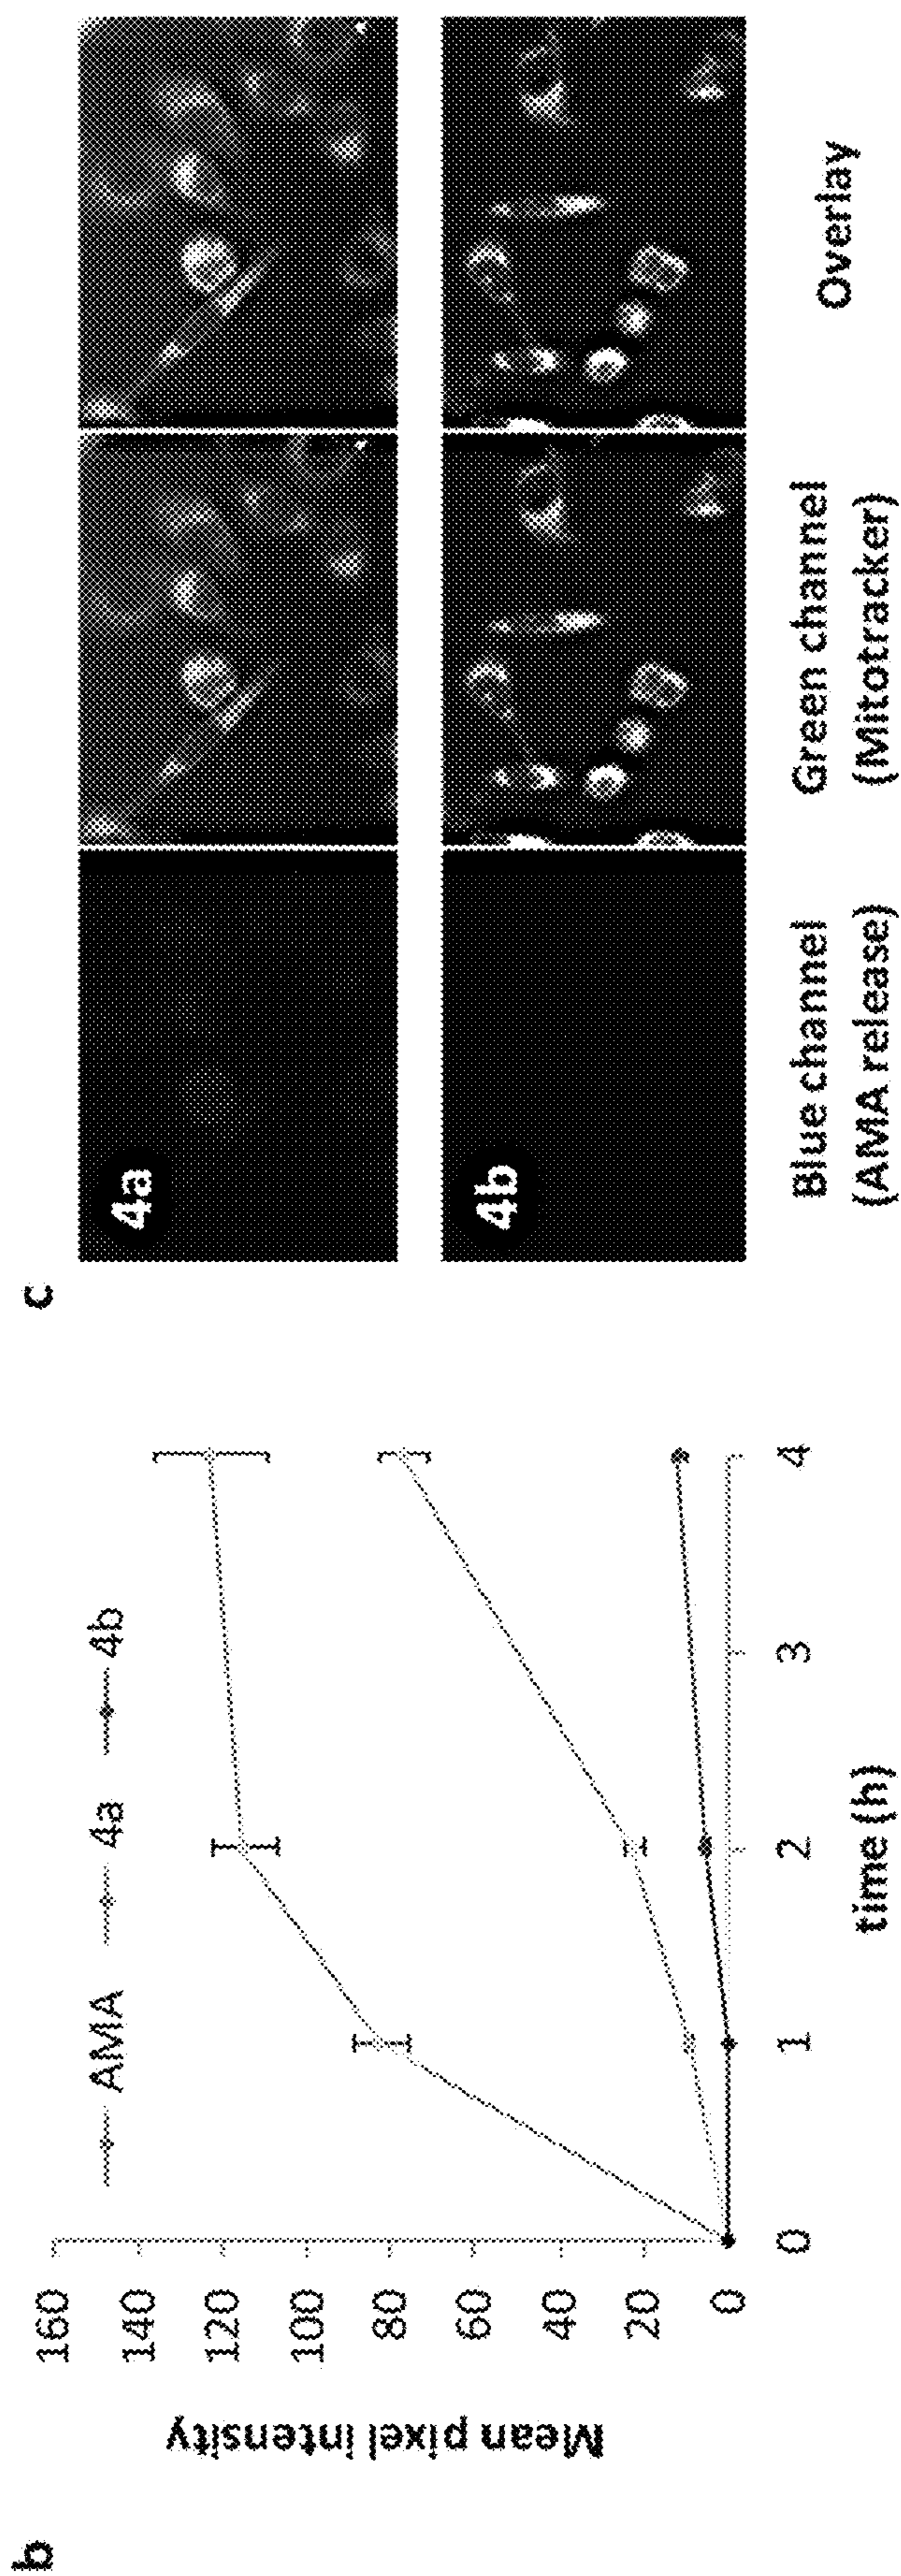 b
AMA 4a 4b
Mean pixel intensity
160
140
120
100
80
60
40
20
0
0 1 2 3 4
time (h)
c
4a
4b
Blue channel
(AMA release)
Green channel
(Mitotracker)
Overlay